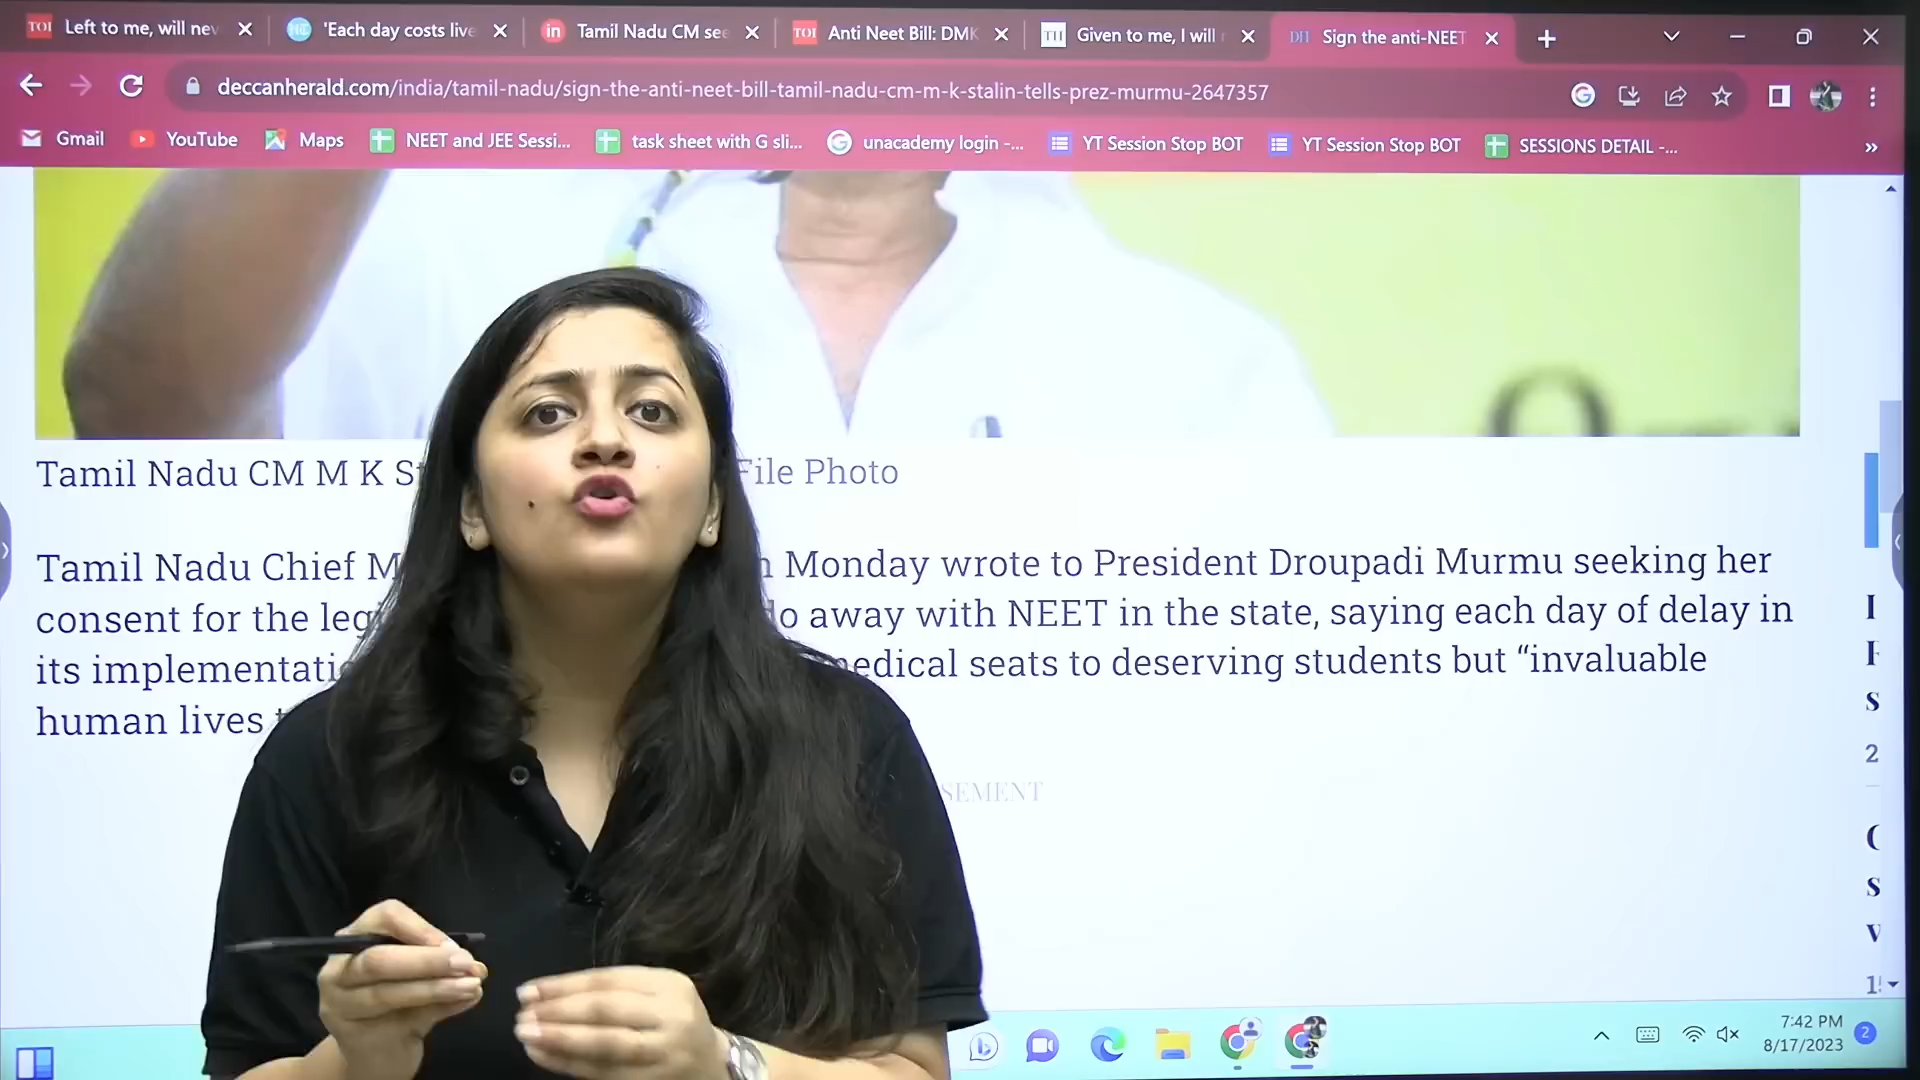 Left to me, will nev
'Each day costs live
Tamil Nadu CM see
Anti Neet Bill: DMK
Given to me, I will
Sign the anti-NEET
deccanherald.com/india/tamil-nadu/sign-the-anti-neet-bill-tamil-nadu-cm-m-k-stalin-tells-prez-murmu-2647357
Gmail YouTube Maps NEET and JEE Sessi... task sheet with G sli... unacademy login -... YT Session Stop BOT YT Session Stop BOT SESSIONS DETAIL -...
Tamil Nadu CM M K St File Photo
Tamil Nadu Chief M n Monday wrote to President Droupadi Murmu seeking her
consent for the leg do away with NEET in the state, saying each day of delay in
its implementati medical seats to deserving students but “invaluable
human lives
SEMENT
7:42 PM
8/17/2023
2